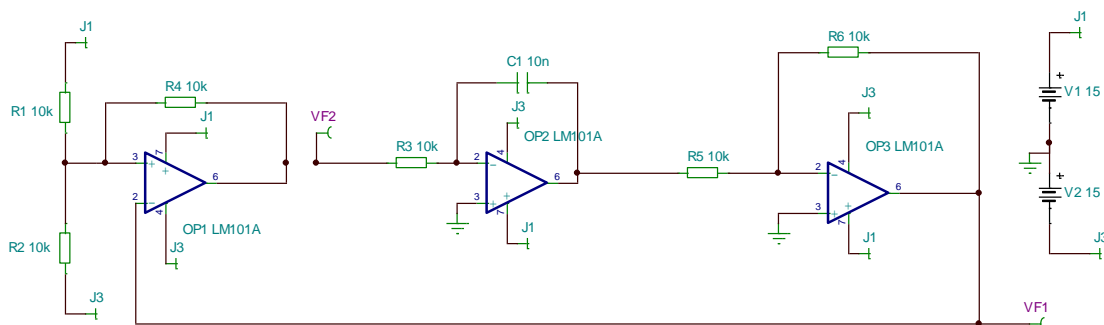 J1
R1 10k
R2 10k
J3
R4 10k
J1
3
+
7
+
6
2
−
4
OP1 LM101A
J3
VF2
R3 10k
C1 10n
J3
OP2 LM101A
2
−
4
6
3
+
+
7
J1
R5 10k
R6 10k
J3
OP3 LM101A
2
−
4
6
3
+
+
7
J1
VF1
J1
+
V1 15
+
V2 15
J3